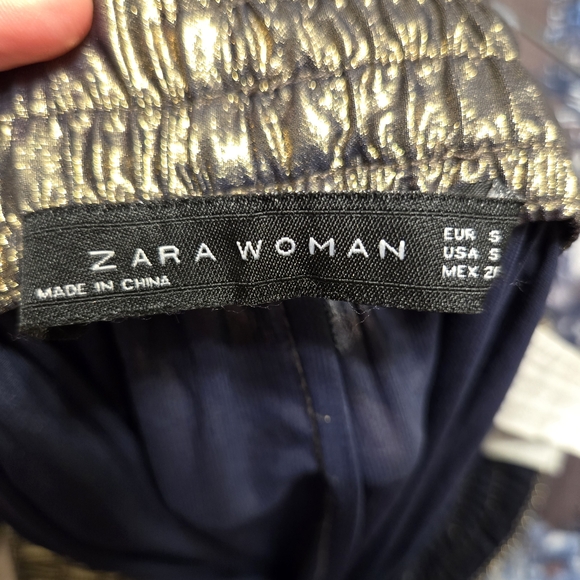 ZARA WOMAN
MADE IN CHINA
EUR S
USA S
MEX